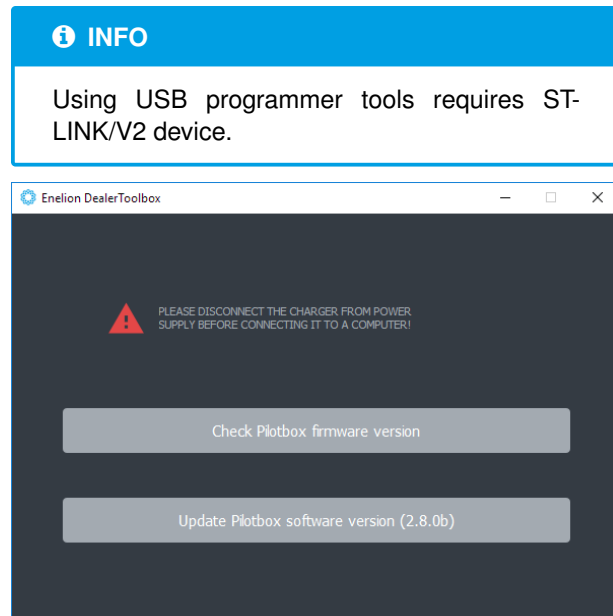 INFO
Using USB programmer tools requires ST-
LINK/V2 device.
Enelion DealerToolbox
PLEASE DISCONNECT THE CHARGER FROM POWER
SUPPLY BEFORE CONNECTING IT TO A COMPUTER!
Check Pilotbox firmware version
Update Pilotbox software version (2.8.0b)